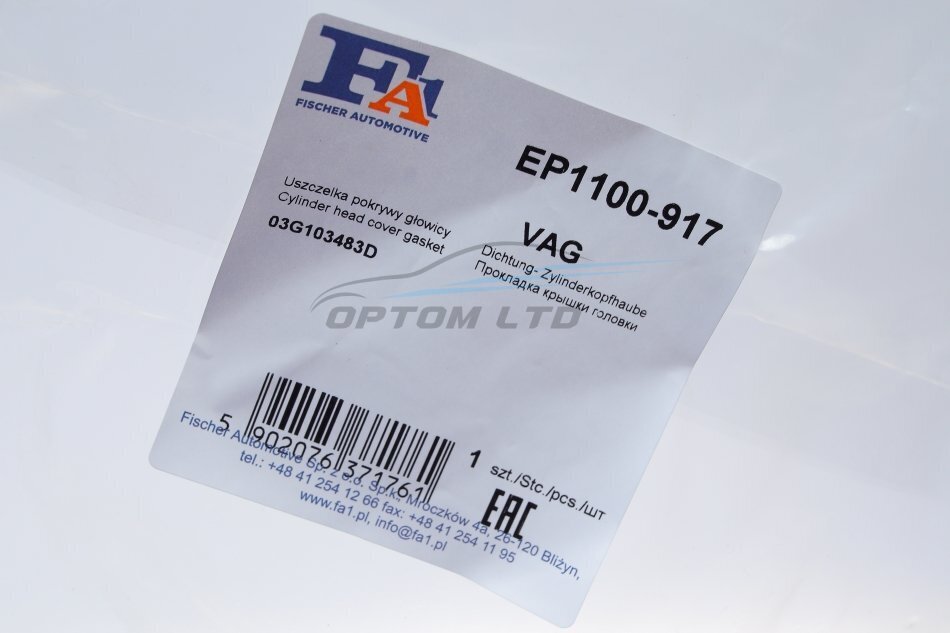 FA1
FISCHER AUTOMOTIVE
EP1100-917
Uszczelka pokrywy głowicy
Cylinder head cover gasket
03G103483D
VAG
Dichtung- Zylinderkopfhaube
Прокладка крышки головки
OPTOM LTD
5 902076 371761
1 szt./Stc./pcs./шт
EAC
Fischer Automotive Sp. z o.o. Sp.k., Mroczków 4a, 26-120 Bliżyn,
tel.: +48 41 254 12 66 fax: +48 41 254 11 95
www.fa1.pl, info@fa1.pl